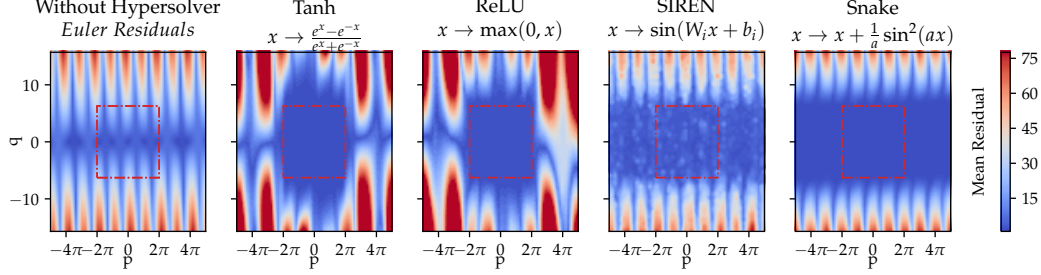 Without Hypersolver
Euler Residuals
Tanh
x → (e^x − e^{−x})/(e^x + e^{−x})
ReLU
x → max(0, x)
SIREN
x → sin(W_i x + b_i)
Snake
x → x + 1/a sin²(ax)
q
10
0
−10
−4π −2π 0 2π 4π
p
−4π −2π 0 2π 4π
p
−4π −2π 0 2π 4π
p
−4π −2π 0 2π 4π
p
−4π −2π 0 2π 4π
p
75
60
45
30
15
Mean Residual